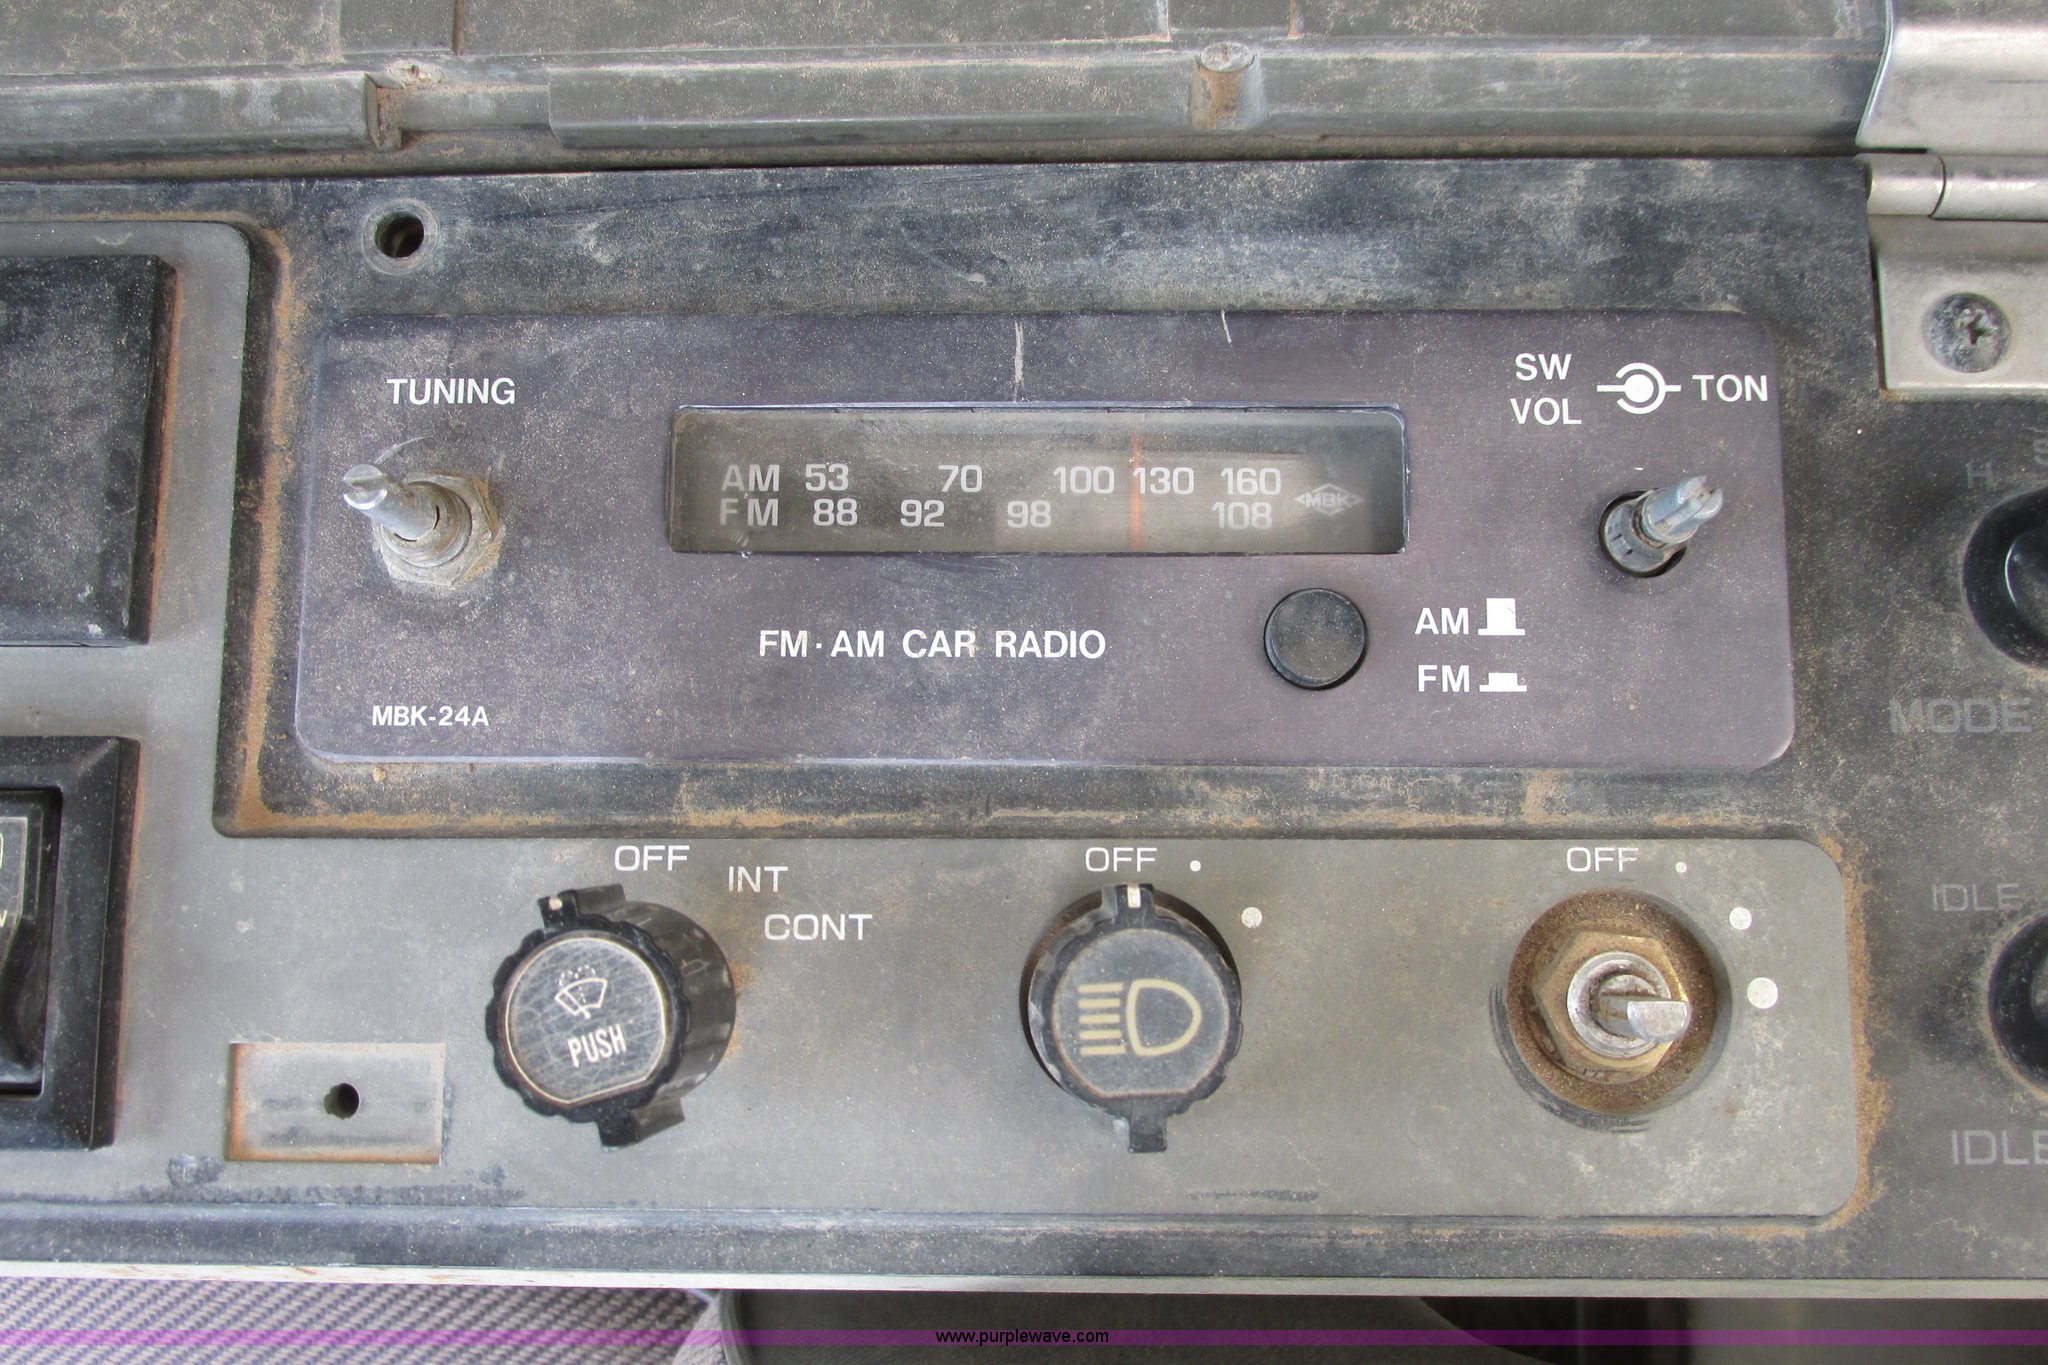 TUNING
SW
VOL
TON
AM 53 70 100 130 160
FM 88 92 98 108
MBK
H
FM · AM CAR RADIO
AM
FM
MBK-24A
MODE
OFF
INT
CONT
OFF
OFF
IDLE
PUSH
IDLE
www.purplewave.com